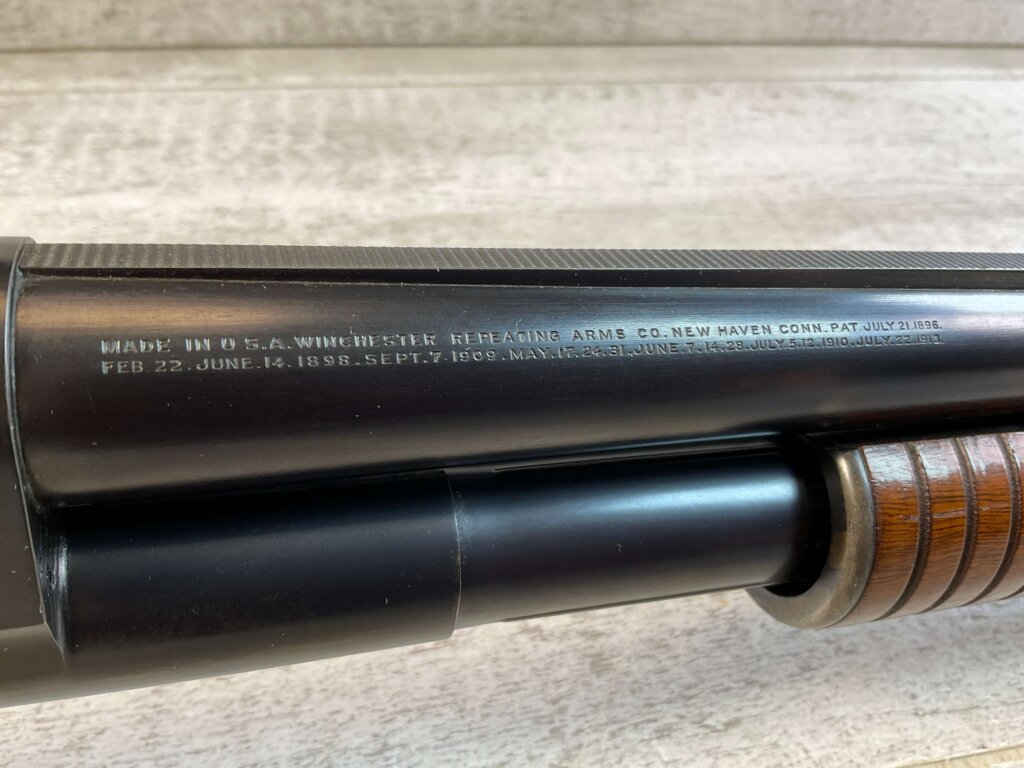 MADE IN U.S.A. WINCHESTER REPEATING ARMS CO. NEW HAVEN CONN. PAT. JULY 21.1896.
FEB. 22. JUNE. 14. 1898. SEPT. 7. 1909. MAY. 17. 24. 31. JUNE. 7. 14. 28. JULY. 5. 12. 1910. JULY. 22. 1913.